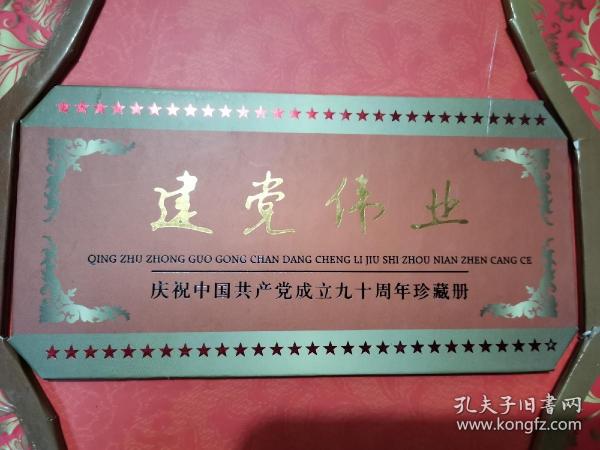 建党伟业
QING ZHU ZHONG GUO GONG CHAN DANG CHENG LI JIU SHI ZHOU NIAN ZHEN CANG CE
庆祝中国共产党成立九十周年珍藏册
孔夫子旧书网
www.kongfz.com